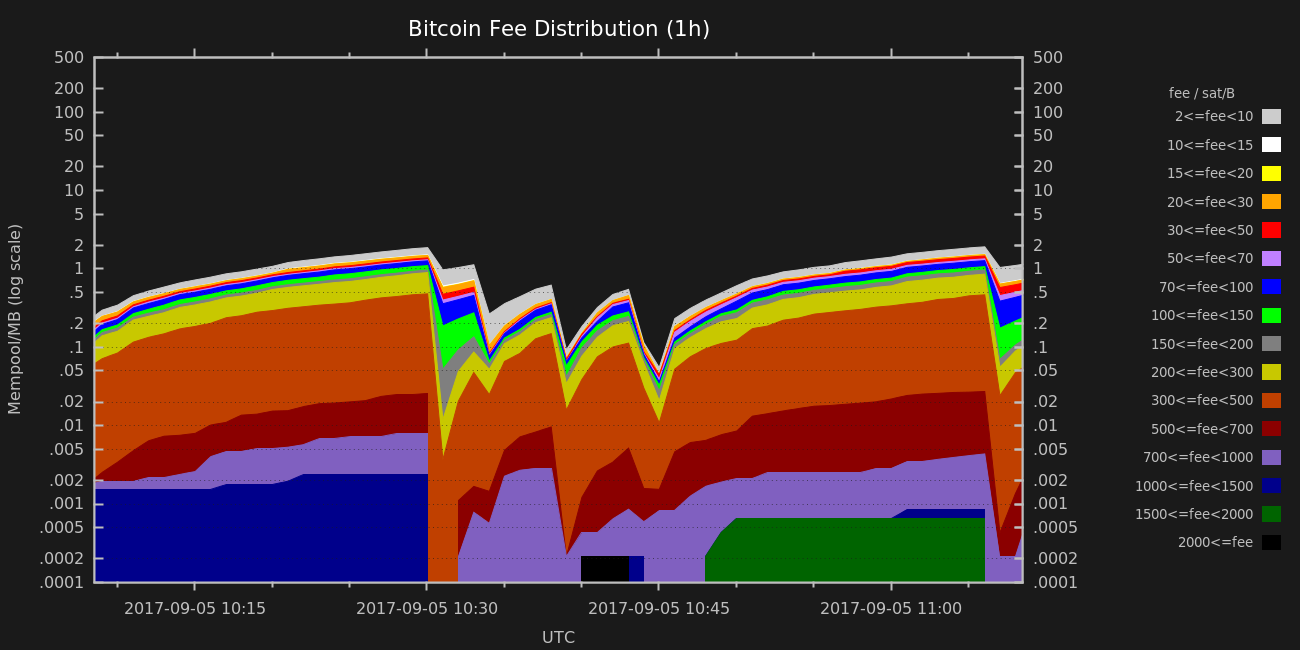 Bitcoin Fee Distribution (1h)
500
200
100
50
20
10
5
2
1
.5
.2
.1
.05
.02
.01
.005
.002
.001
.0005
.0002
.0001
Mempool/MB (log scale)
500
200
100
50
20
10
5
2
1
.5
.2
.1
.05
.02
.01
.005
.002
.001
.0005
.0002
.0001
2017-09-05 10:15
2017-09-05 10:30
2017-09-05 10:45
2017-09-05 11:00
UTC
fee / sat/B
2<=fee<10
10<=fee<15
15<=fee<20
20<=fee<30
30<=fee<50
50<=fee<70
70<=fee<100
100<=fee<150
150<=fee<200
200<=fee<300
300<=fee<500
500<=fee<700
700<=fee<1000
1000<=fee<1500
1500<=fee<2000
2000<=fee